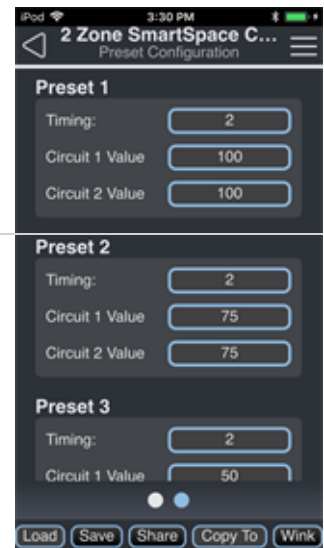 iPod 3:30 PM
2 Zone SmartSpace C...
Preset Configuration
Preset 1
Timing: 2
Circuit 1 Value 100
Circuit 2 Value 100
Preset 2
Timing: 2
Circuit 1 Value 75
Circuit 2 Value 75
Preset 3
Timing: 2
Circuit 1 Value 50
Load Save Share Copy To Wink